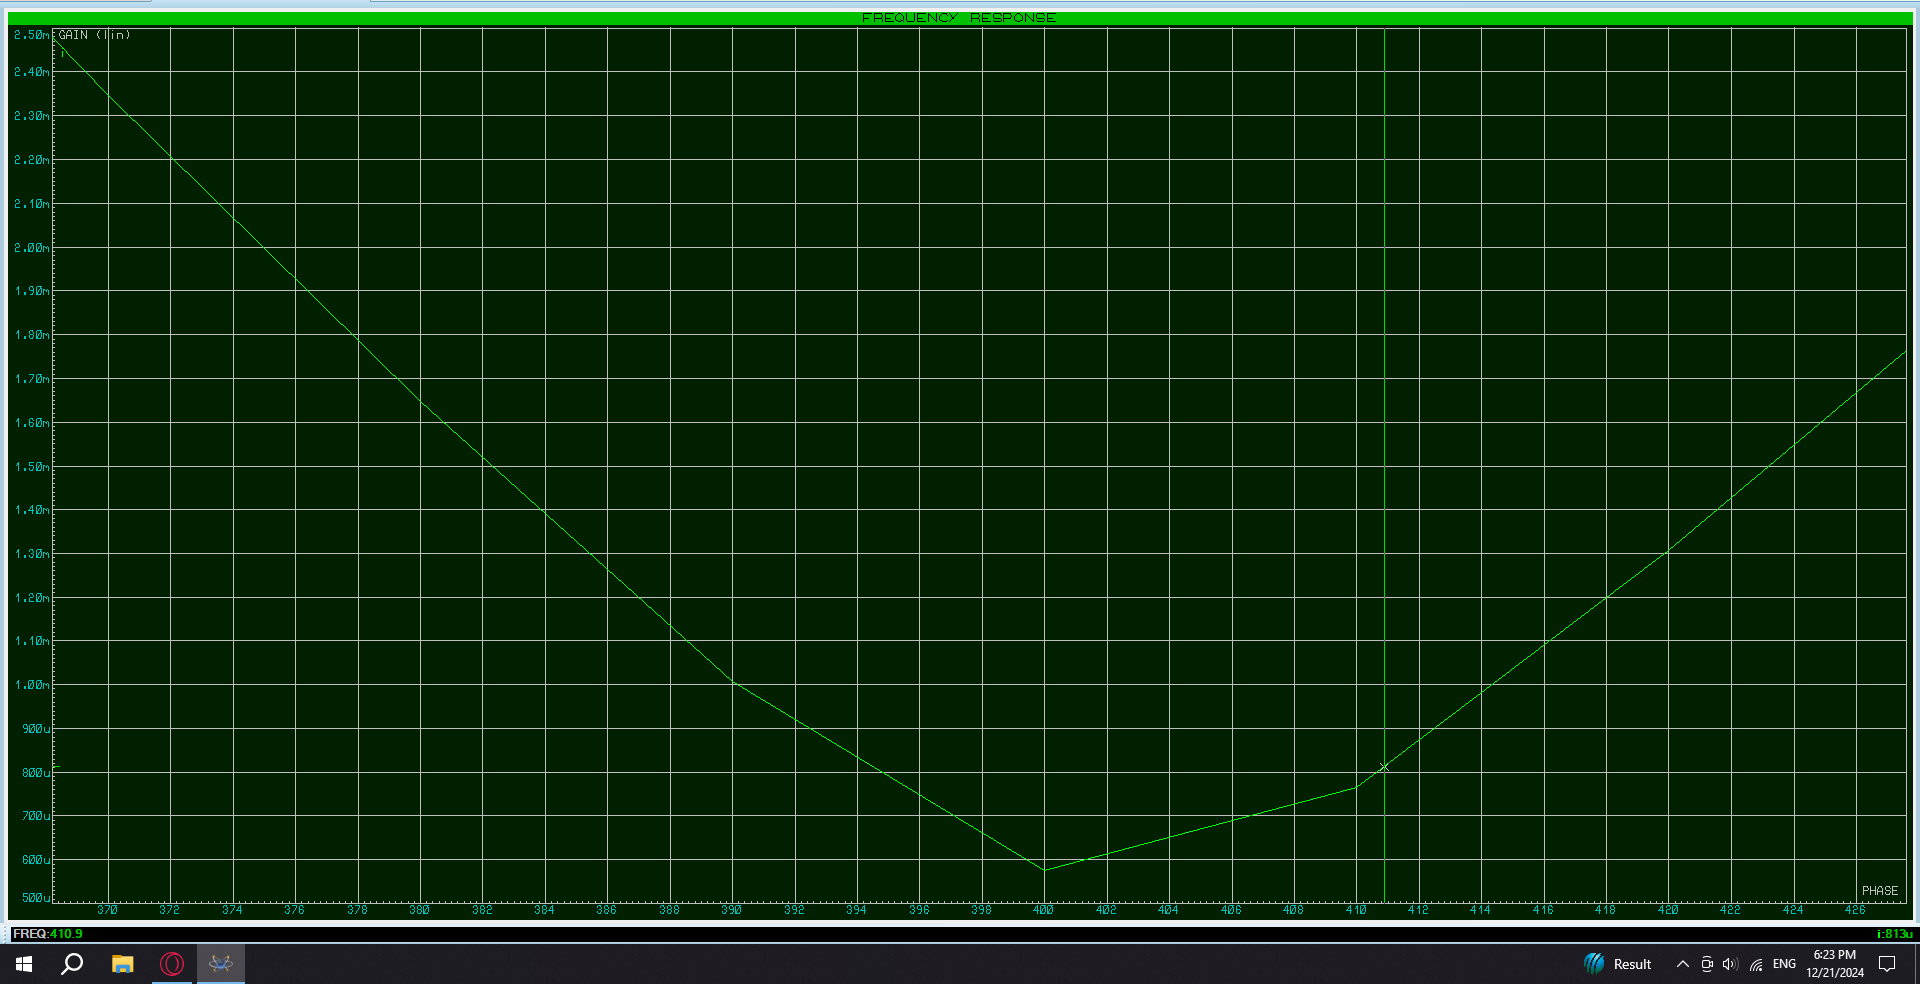 FREQUENCY RESPONSE
GAIN (lin)
i
2.50m
2.40m
2.30m
2.20m
2.10m
2.00m
1.90m
1.80m
1.70m
1.60m
1.50m
1.40m
1.30m
1.20m
1.10m
1.00m
900u
800u
700u
600u
500u
PHASE
370 372 374 376 378 380 382 384 386 388 390 392 394 396 398 400 402 404 406 408 410 412 414 416 418 420 422 424 426
FREQ:410.9 i:813u
Result ENG 6:23 PM
12/21/2024